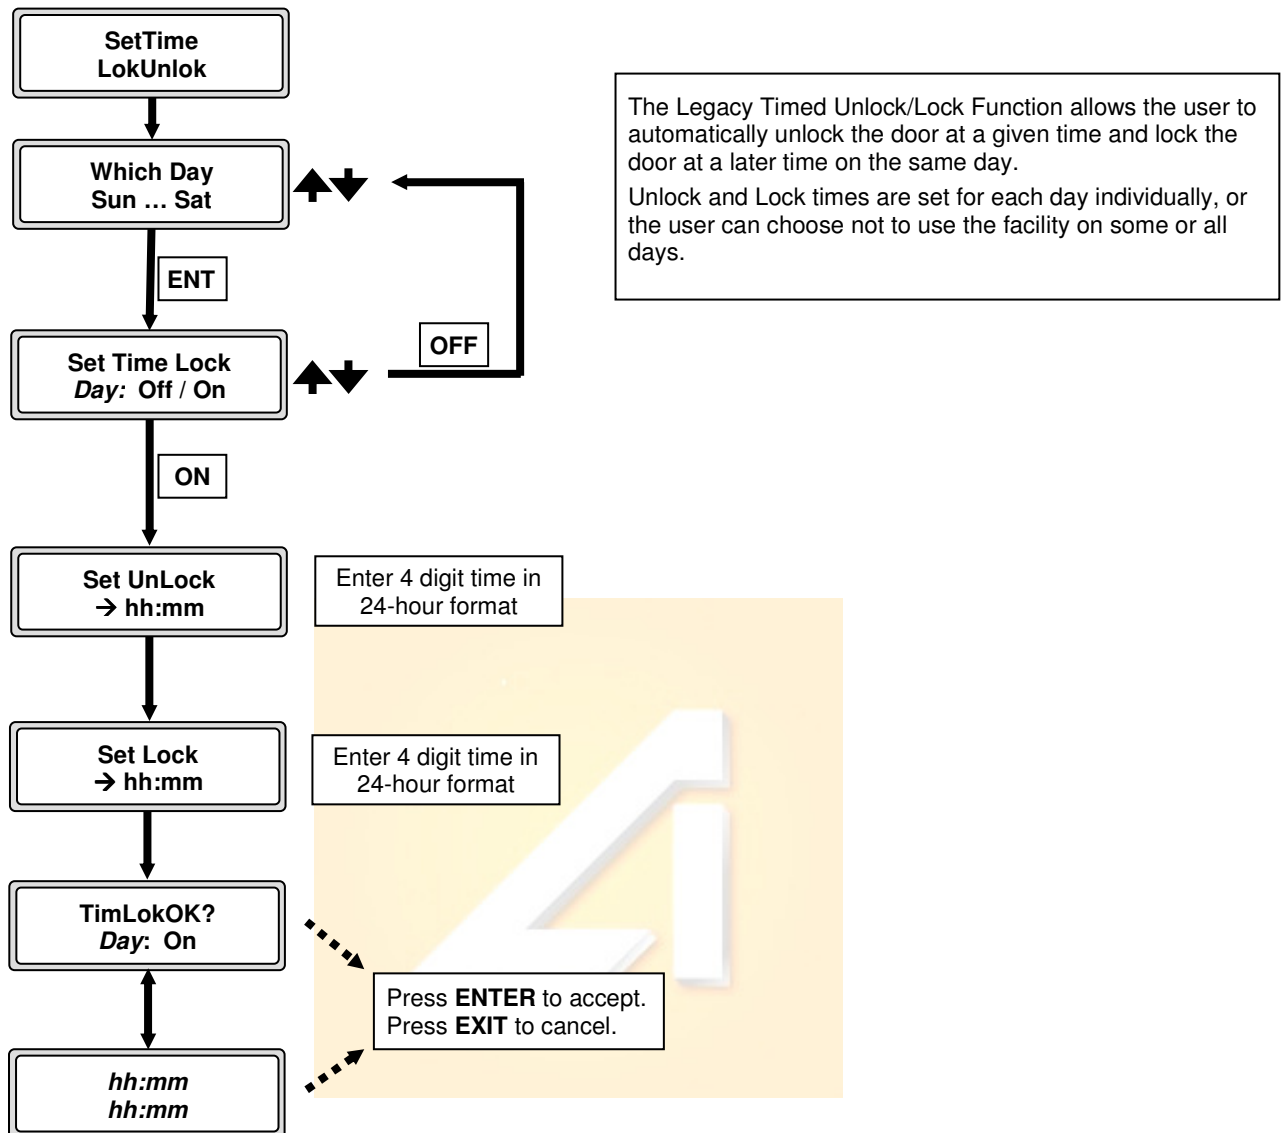 SetTime
LokUnlok
The Legacy Timed Unlock/Lock Function allows the user to
automatically unlock the door at a given time and lock the
door at a later time on the same day.
Unlock and Lock times are set for each day individually, or
the user can choose not to use the facility on some or all
days.
Which Day
Sun … Sat
ENT
OFF
Set Time Lock
Day: Off / On
ON
Set UnLock
→ hh:mm
Enter 4 digit time in
24-hour format
Set Lock
→ hh:mm
Enter 4 digit time in
24-hour format
TimLokOK?
Day: On
Press ENTER to accept.
Press EXIT to cancel.
hh:mm
hh:mm